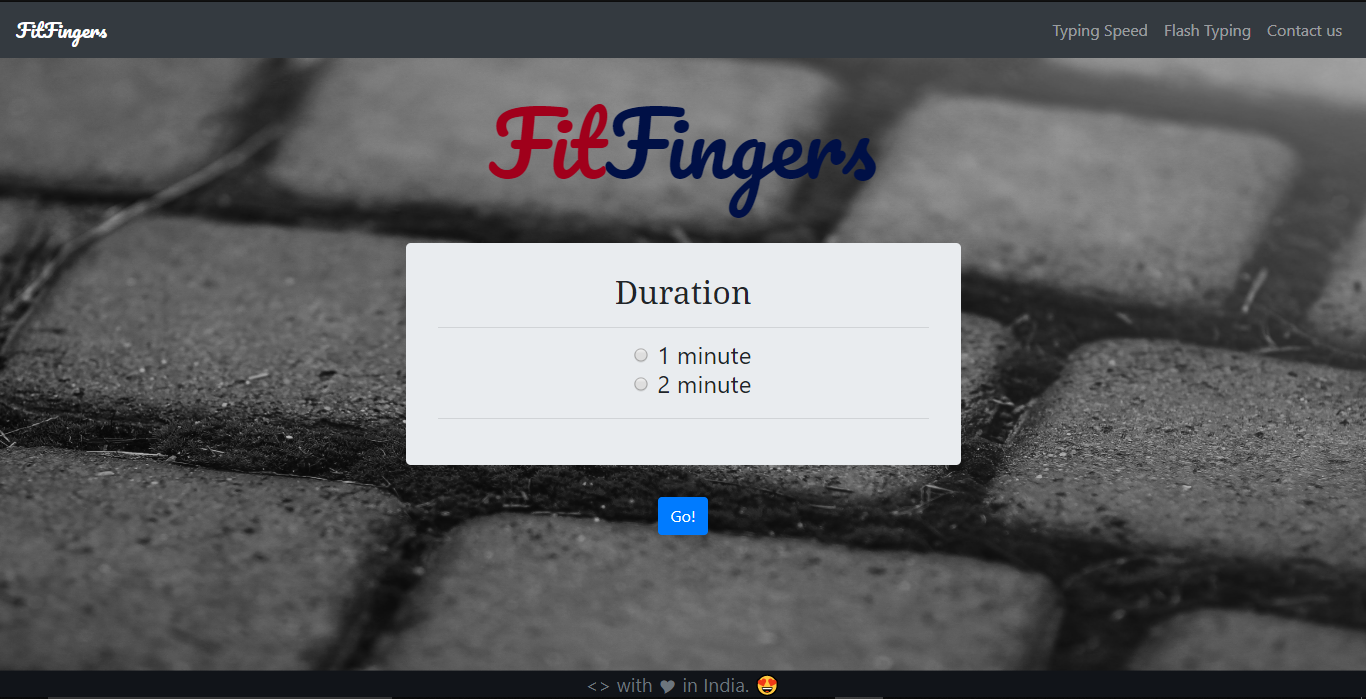 FitFingers
Typing Speed Flash Typing Contact us
FitFingers
Duration
1 minute
2 minute
Go!
<> with ♥ in India. 😍